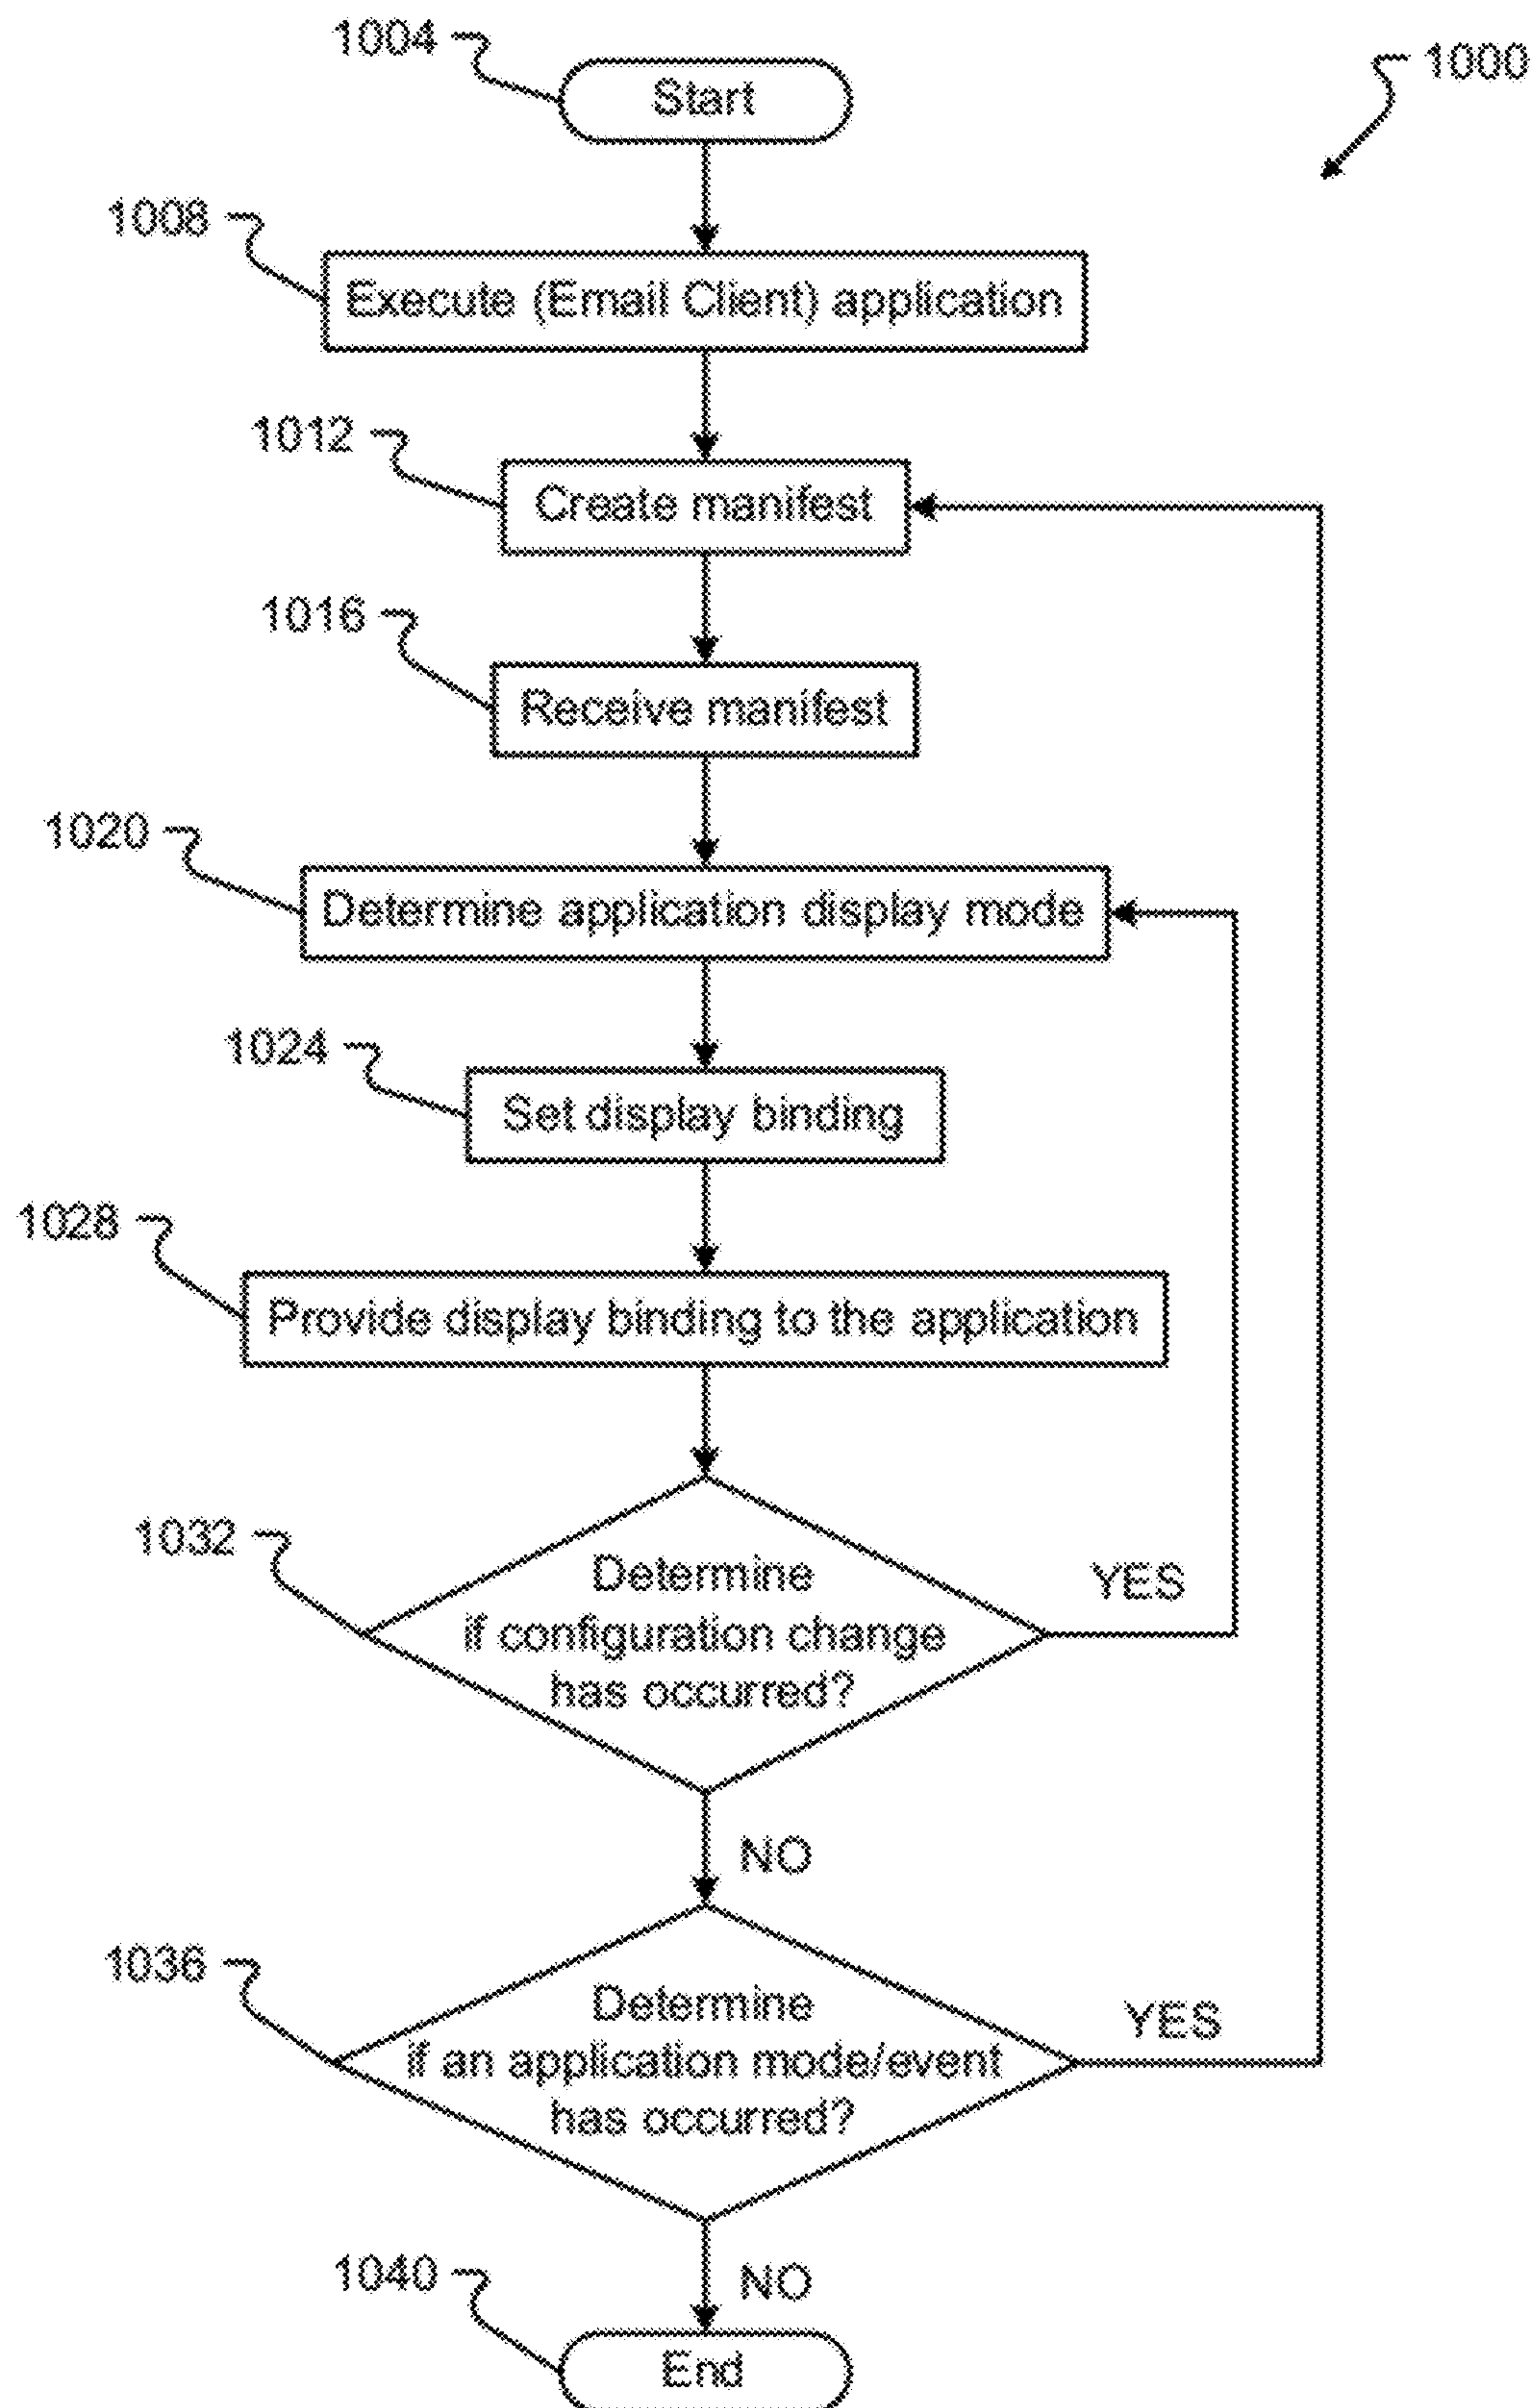 1004
Start
1000
1008
Execute (Email Client) application
1012
Create manifest
1016
Receive manifest
1020
Determine application display mode
1024
Set display binding
1028
Provide display binding to the application
1032
Determine
if configuration change
has occurred?
YES
NO
1036
Determine
if an application mode/event
has occurred?
YES
NO
1040
End